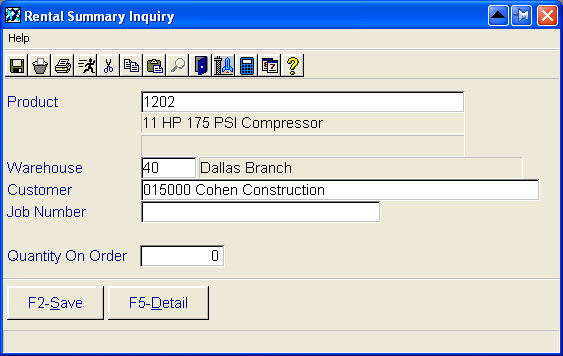 Rental Summary Inquiry
Help
Product 1202
11 HP 175 PSI Compressor
Warehouse 40 Dallas Branch
Customer 015000 Cohen Construction
Job Number
Quantity On Order 0
F2-Save F5-Detail